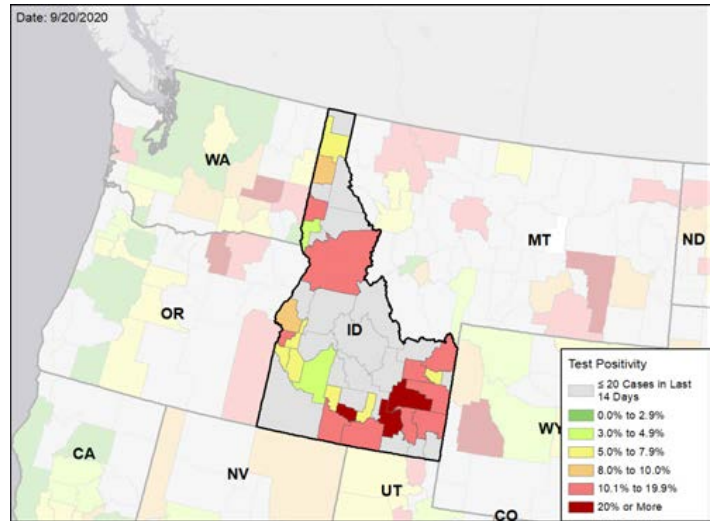 Date: 9/20/2020
WA
MT
ND
OR
ID
Test Positivity
≤ 20 Cases in Last
14 Days
0.0% to 2.9%
3.0% to 4.9%
5.0% to 7.9%
8.0% to 10.0%
10.1% to 19.9%
20% or More
WY
CA
NV
UT
CO